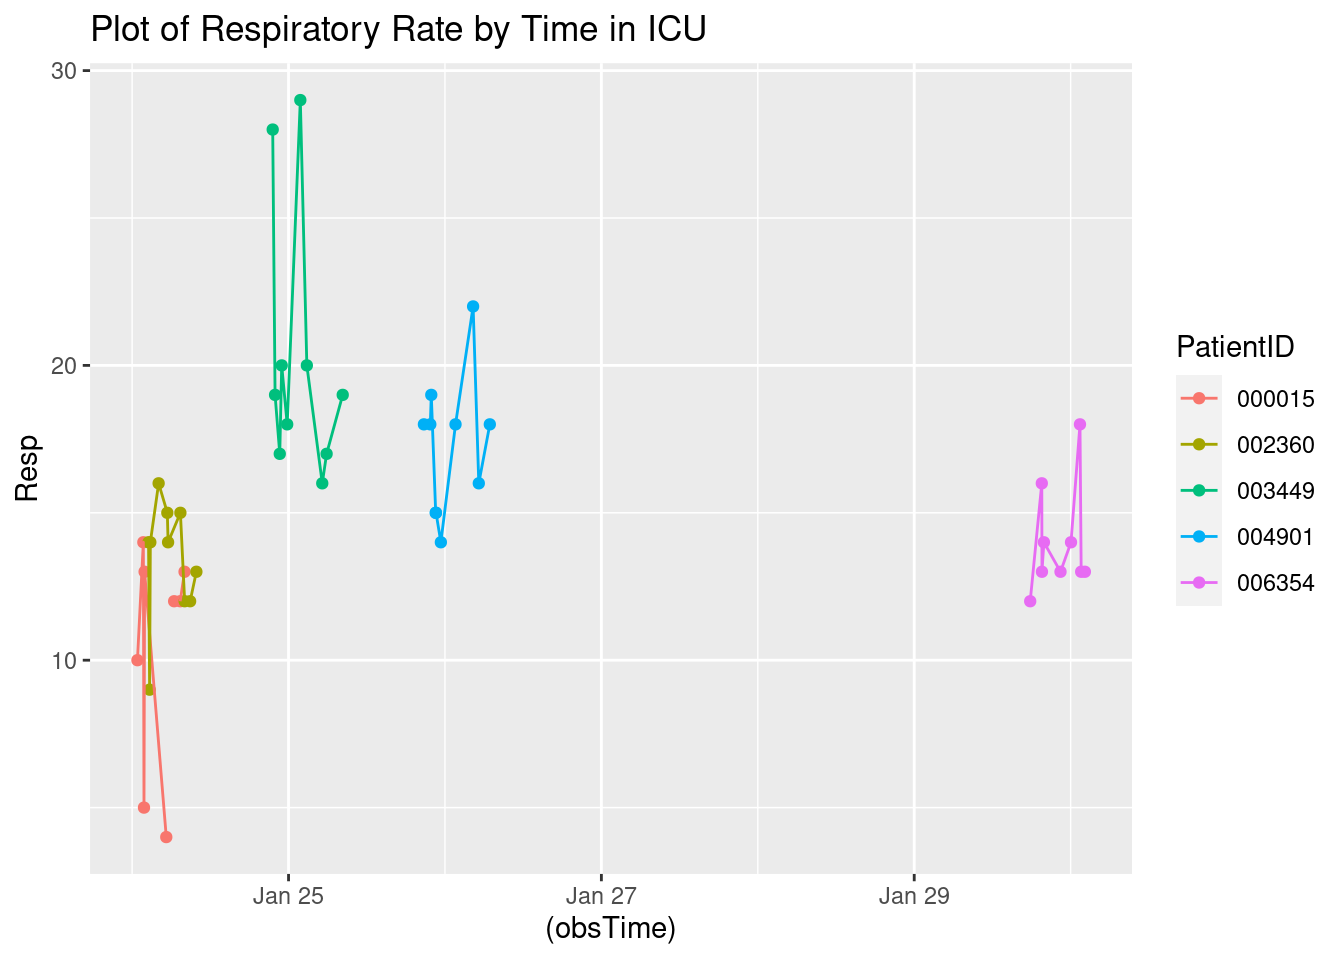 Plot of Respiratory Rate by Time in ICU
30
20
10
Resp
Jan 25
Jan 27
Jan 29
(obsTime)
PatientID
000015
002360
003449
004901
006354